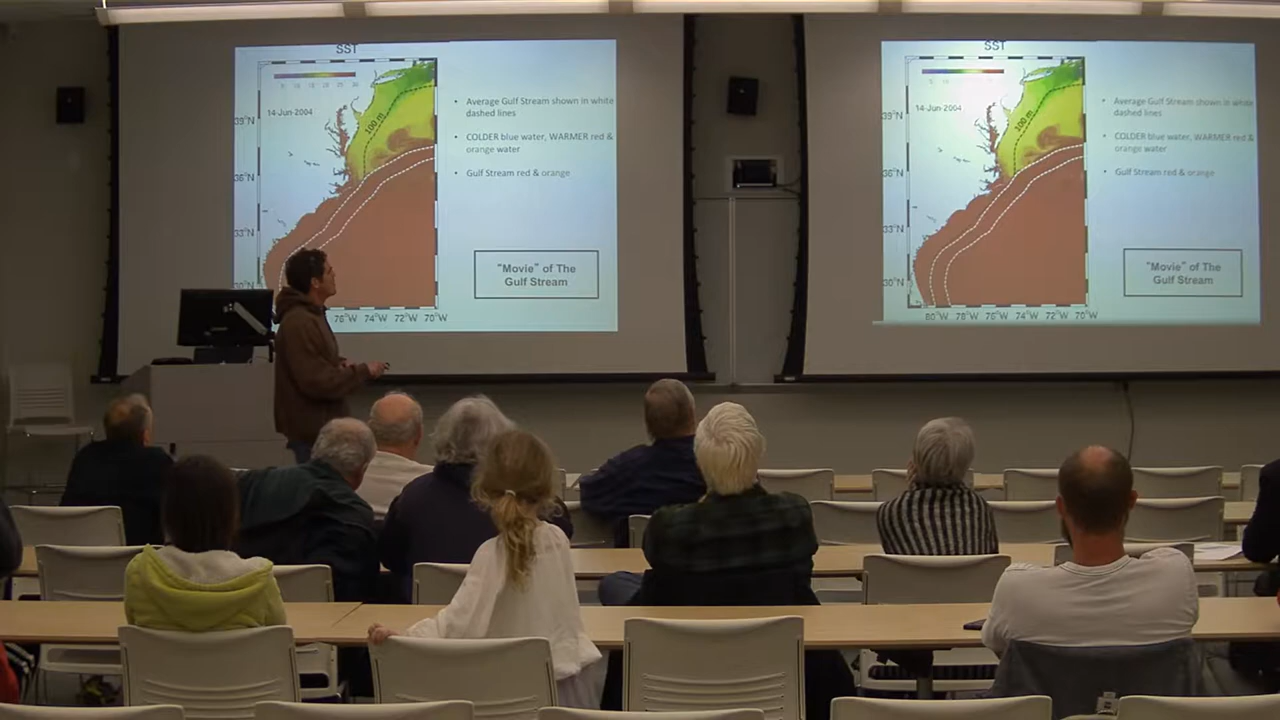 SST
14-Jun-2004
100 m
39°N
36°N
33°N
30°N
76°W 74°W 72°W 70°W
• Average Gulf Stream shown in white
dashed lines
• COLDER blue water, WARMER red &
orange water
• Gulf Stream red & orange
"Movie" of The
Gulf Stream
SST
14-Jun-2004
100 m
39°N
36°N
33°N
30°N
80°W 78°W 76°W 74°W 72°W 70°W
• Average Gulf Stream shown in white
dashed lines
• COLDER blue water, WARMER red &
orange water
• Gulf Stream red & orange
"Movie" of The
Gulf Stream